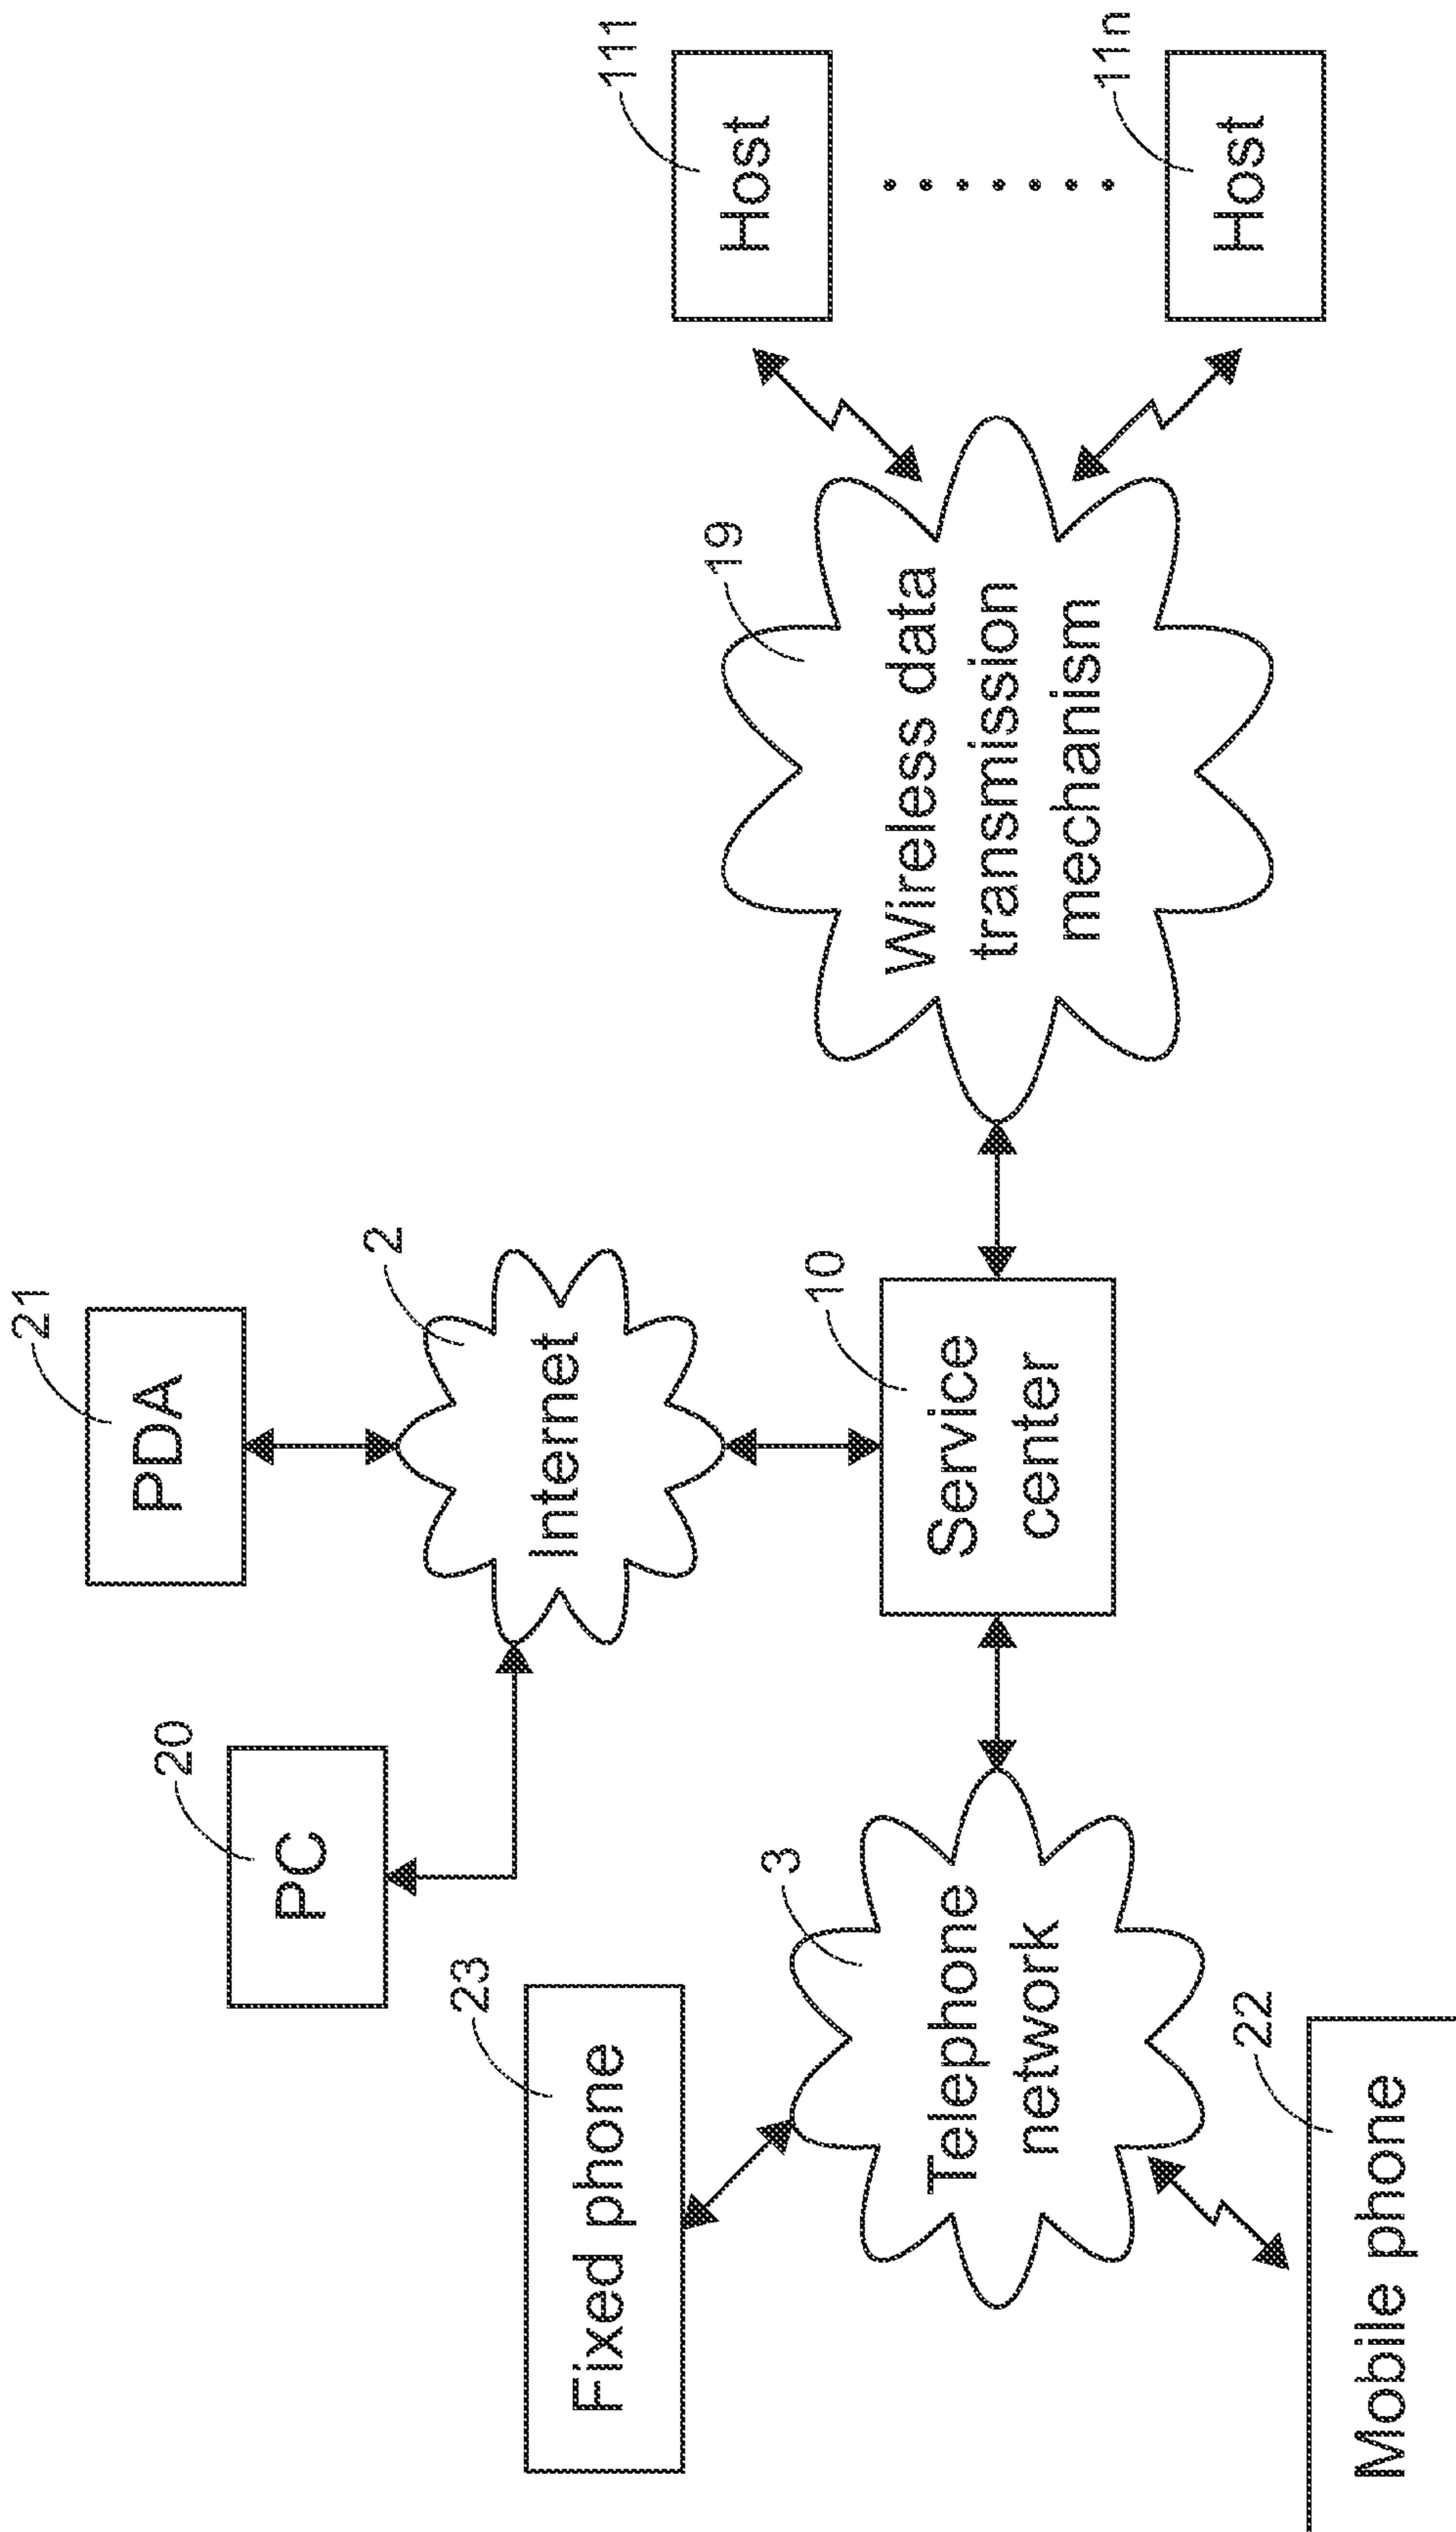 21
PDA
20
PC
2
Internet
23
Fixed phone
111
Host
19
Wireless data
transmission
mechanism
3
Telephone
network
10
Service
center
11n
Host
22
Mobile phone